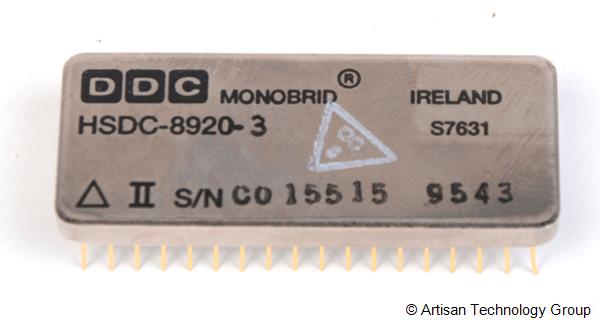 DDC MONOBRID® IRELAND
HSDC-8920-3 S7631
△ II S/N CO 15515 9543
© Artisan Technology Group